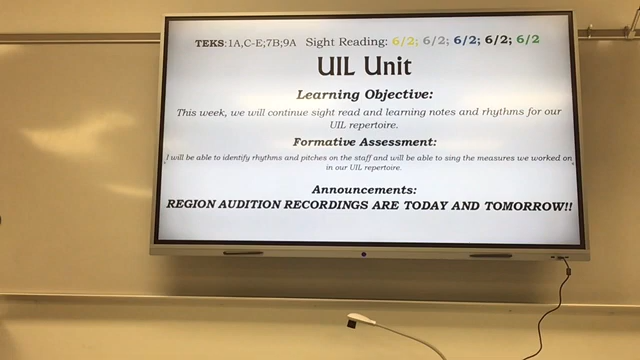 TEKS:1A,C-E;7B;9A Sight Reading: 6/2; 6/2; 6/2; 6/2; 6/2
UIL Unit
Learning Objective:
This week, we will continue sight read and learning notes and rhythms for our
UIL repertoire.
Formative Assessment:
I will be able to identify rhythms and pitches on the staff and will be able to sing the measures we worked on
in our UIL repertoire.
Announcements:
REGION AUDITION RECORDINGS ARE TODAY AND TOMORROW!!